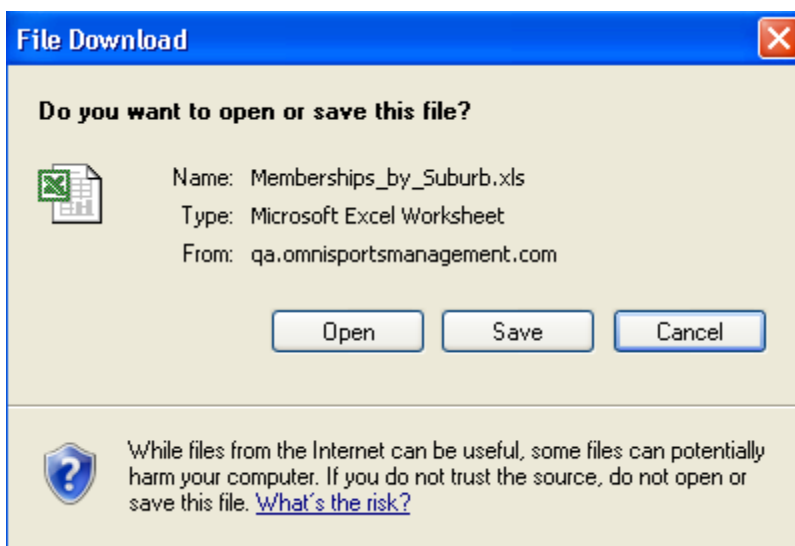 File Download
Do you want to open or save this file?
Name: Memberships_by_Suburb.xls
Type: Microsoft Excel Worksheet
From: qa.omnisportsmanagement.com
Open Save Cancel
While files from the Internet can be useful, some files can potentially
harm your computer. If you do not trust the source, do not open or
save this file. What's the risk?